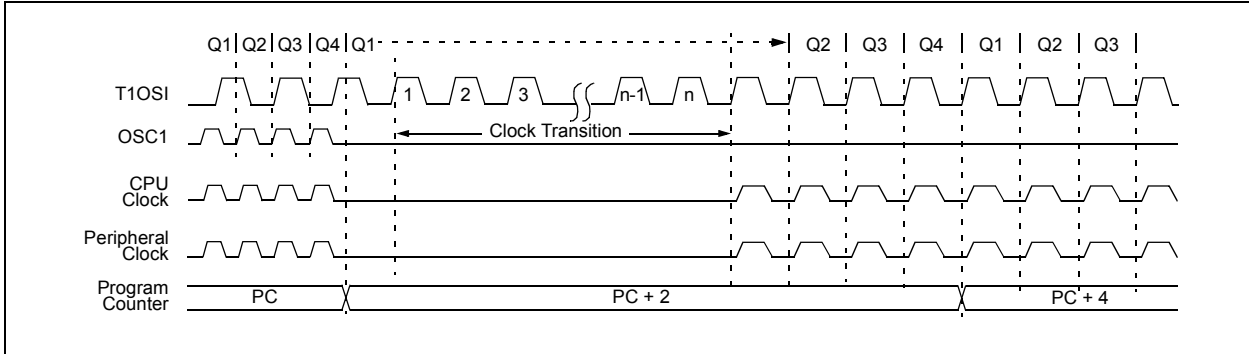 Q1 Q2 Q3 Q4 Q1 Q2 Q3 Q4 Q1 Q2 Q3
T1OSI
1 2 3 n-1 n
OSC1
Clock Transition
CPU
Clock
Peripheral
Clock
Program
Counter
PC PC + 2 PC + 4